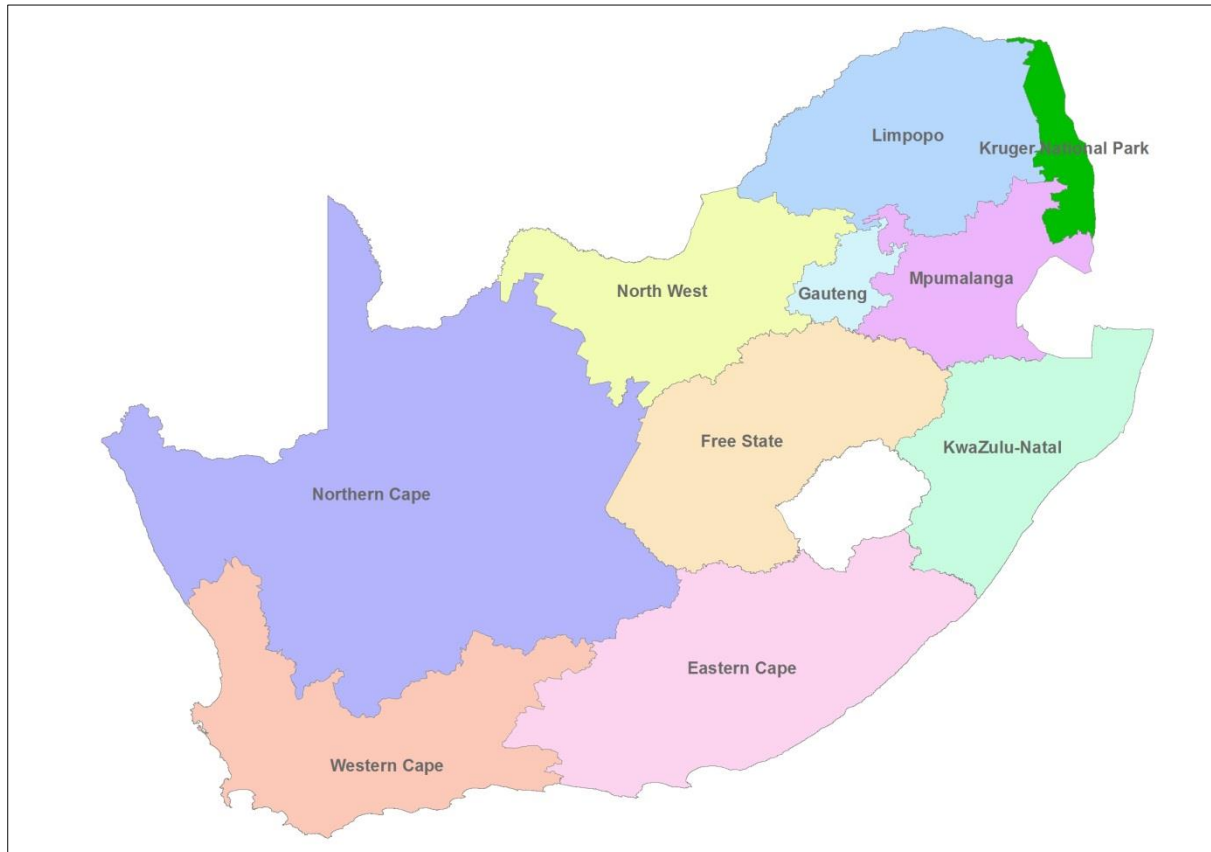 Limpopo
Kruger National Park
North West
Gauteng
Mpumalanga
Free State
KwaZulu-Natal
Northern Cape
Eastern Cape
Western Cape